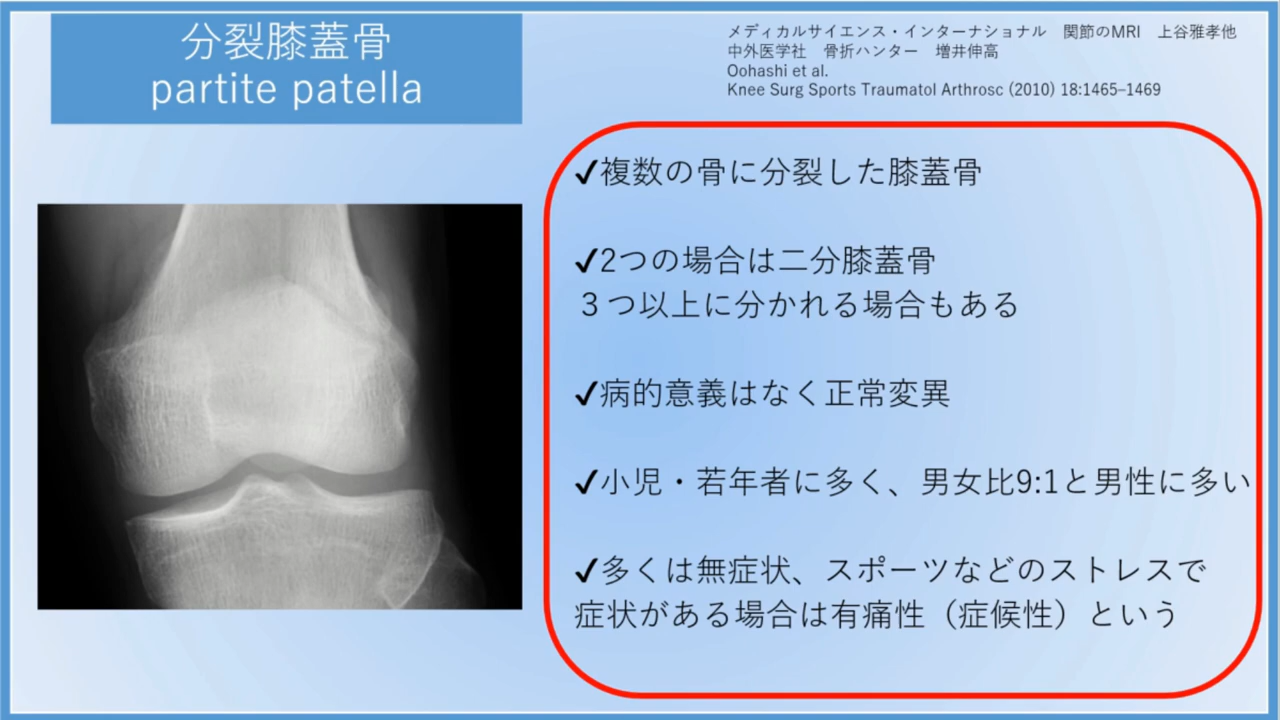 分裂膝蓋骨
partite patella
メディカルサイエンス・インターナショナル　関節のMRI　上谷雅孝他
中外医学社　骨折ハンター　増井伸高
Oohashi et al.
Knee Surg Sports Traumatol Arthrosc (2010) 18:1465–1469
✓複数の骨に分裂した膝蓋骨
✓2つの場合は二分膝蓋骨
３つ以上に分かれる場合もある
✓病的意義はなく正常変異
✓小児・若年者に多く、男女比9:1と男性に多い
✓多くは無症状、スポーツなどのストレスで
症状がある場合は有痛性（症候性）という